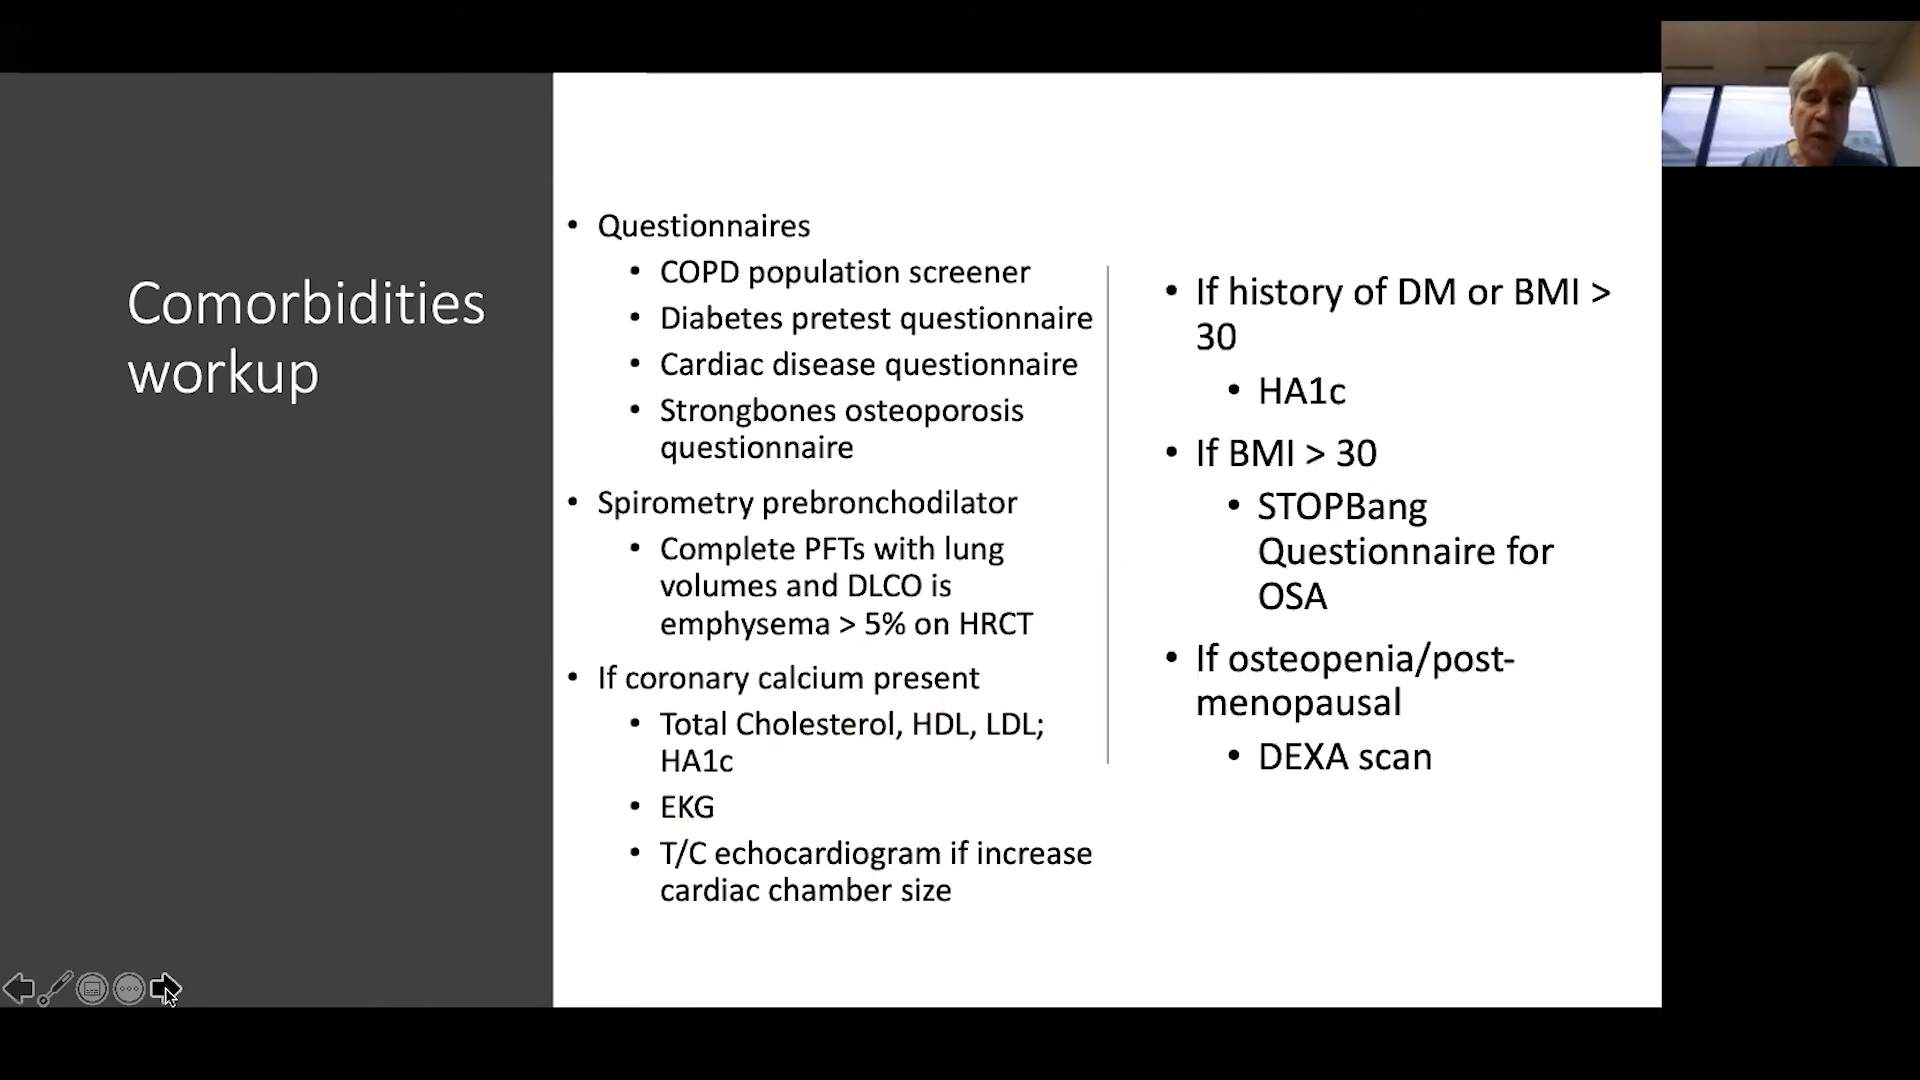 Comorbidities
workup
• Questionnaires
• COPD population screener
• Diabetes pretest questionnaire
• Cardiac disease questionnaire
• Strongbones osteoporosis
questionnaire
• Spirometry prebronchodilator
• Complete PFTs with lung
volumes and DLCO is
emphysema > 5% on HRCT
• If coronary calcium present
• Total Cholesterol, HDL, LDL;
HA1c
• EKG
• T/C echocardiogram if increase
cardiac chamber size
• If history of DM or BMI >
30
• HA1c
• If BMI > 30
• STOPBang
Questionnaire for
OSA
• If osteopenia/post-
menopausal
• DEXA scan